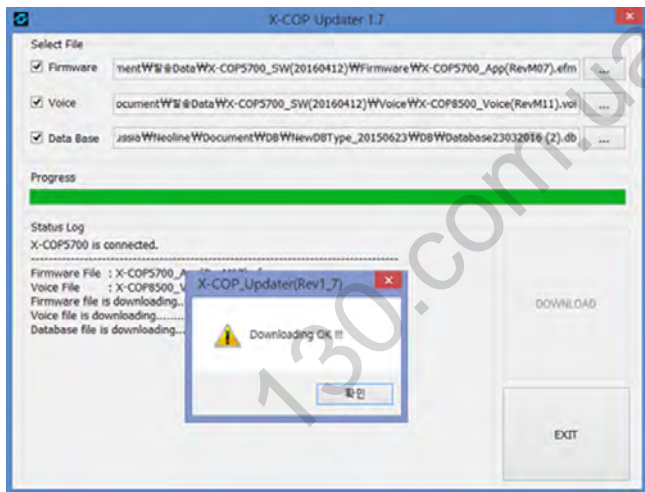 X-COP Updater 1.7
Select File
Firmware
ment₩발송Data₩X-COP5700_SW(20160412)₩Firmware₩X-COP5700_App(RevM07).efm
...
Voice
ocument₩발송Data₩X-COP5700_SW(20160412)₩Voice₩X-COP8500_Voice(RevM11).voi
...
Data Base
ussia₩Neoline₩Document₩DB₩NewDBType_20150623₩DB₩Database23032016 (2).db
...
Progress
Status Log
X-COP5700 is connected.
Firmware File : X-COP5700_A
Voice File : X-COP8500_V
Firmware file is downloading..
Voice file is downloading........
Database file is downloading...
X-COP_Updater(Rev1_7)
Downloading OK !!!
확인
DOWNLOAD
EXIT
130.com.ua